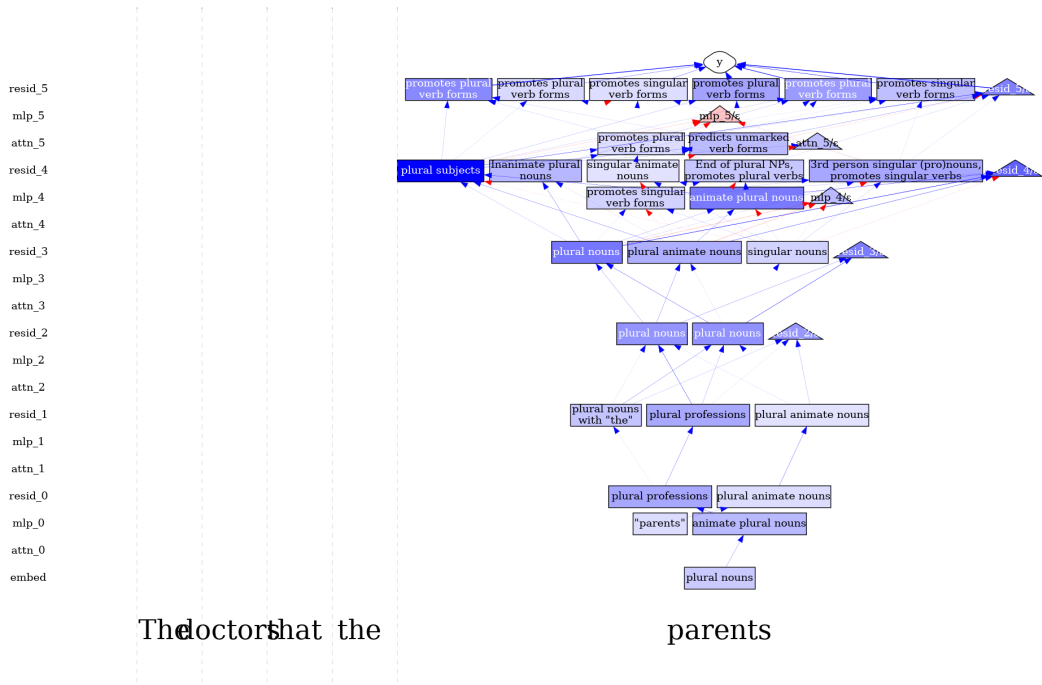 y
resid_5
promotes plural
verb forms
promotes plural
verb forms
promotes singular
verb forms
promotes plural
verb forms
promotes plural
verb forms
promotes singular
verb forms
mlp_5
mlp_5/ε
attn_5
promotes plural
verb forms
predicts unmarked
verb forms
attn_5/ε
resid_4
plural subjects
Inanimate plural
nouns
singular animate
nouns
End of plural NPs,
promotes plural verbs
3rd person singular (pro)nouns,
promotes singular verbs
mlp_4
promotes singular
verb forms
animate plural nouns
mlp_4/ε
attn_4
resid_3
plural nouns
plural animate nouns
singular nouns
mlp_3
attn_3
resid_2
plural nouns
plural nouns
mlp_2
attn_2
resid_1
plural nouns
with "the"
plural professions
plural animate nouns
mlp_1
attn_1
resid_0
plural professions
plural animate nouns
mlp_0
"parents"
animate plural nouns
attn_0
embed
plural nouns
The doctors that the parents